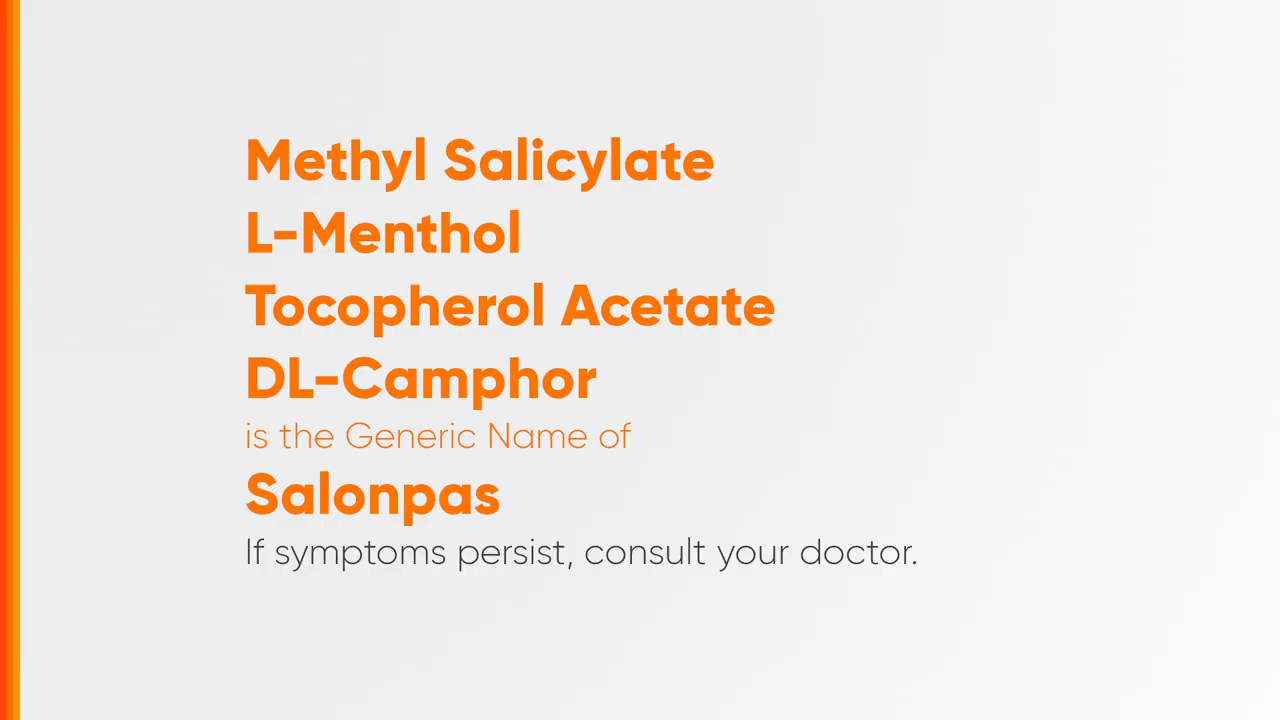 Methyl Salicylate
L-Menthol
Tocopherol Acetate
DL-Camphor
is the Generic Name of
Salonpas
If symptoms persist, consult your doctor.